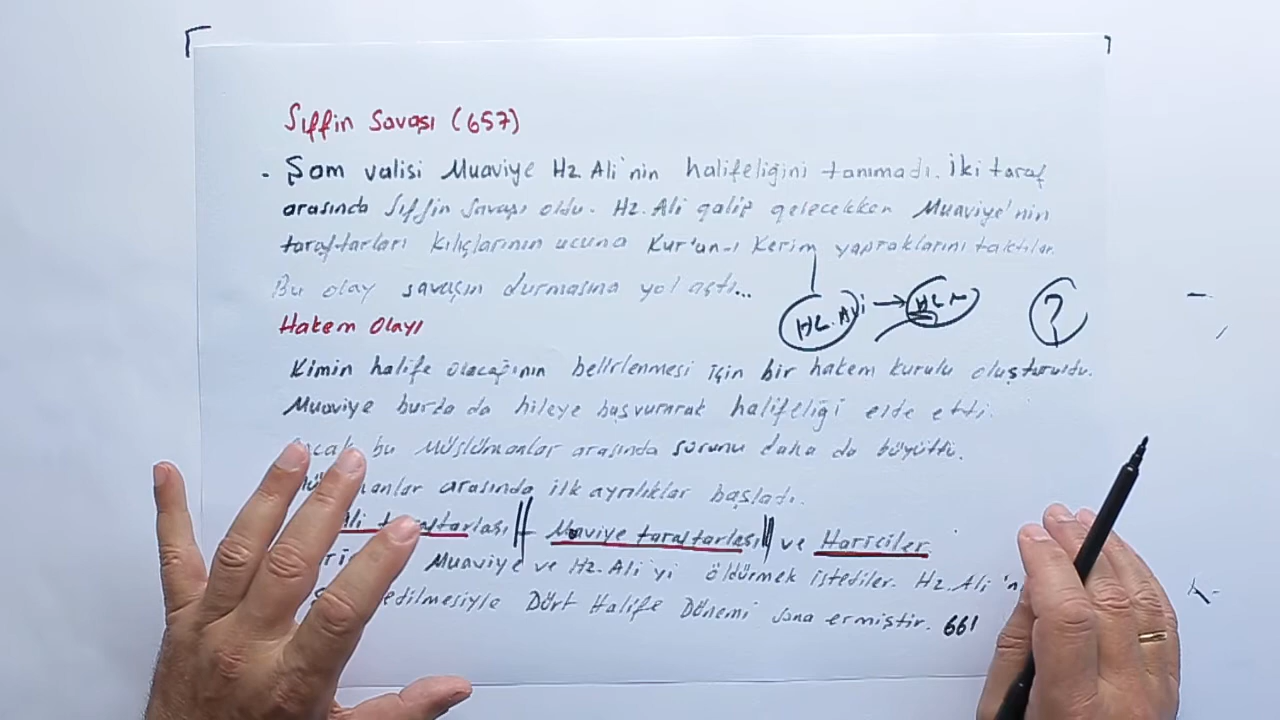 Sıffin Savaşı (657)
. Şam valisi Muaviye Hz. Ali'nin halifeliğini tanımadı. İki taraf
arasında Sıffin Savaşı oldu. Hz. Ali galip gelecekken Muaviye'nin
taraftarları kılıçlarının ucuna Kur'an-ı Kerim yapraklarını taktılar.
Bu olay savaşın durmasına yol açtı...
Hz. Ali → ?
Hakem Olayı
Kimin halife olacağının belirlenmesi için bir hakem kurulu oluşturuldu.
Muaviye burda da hileye başvurarak halifeliği elde etti.
bu Müslümanlar arasında sorunu daha da büyüttü.
arasında ilk ayrılıklar başladı.
Ali - Muaviye taraftarlası ve Hariciler
Muaviye ve Hz. Ali'yi öldürmek istediler. Hz. Ali'n
edilmesiyle Dört Halife Dönemi sona ermiştir. 661